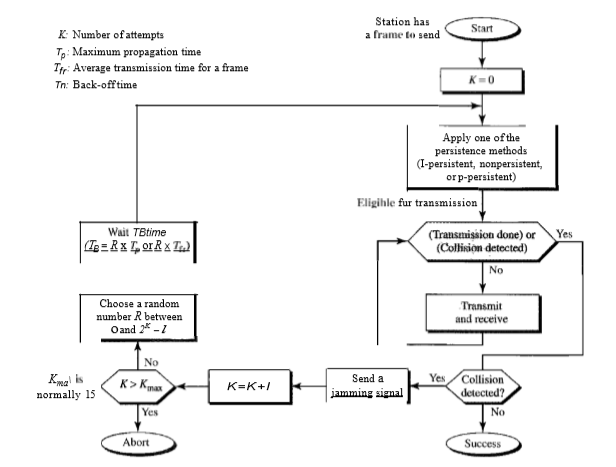 Station has
a frame to send
Start
K: Number of attempts
Tp: Maximum propagation time
Tfr: Average transmission time for a frame
Tn: Back-off time
K = 0
Apply one of the
persistence methods
(I-persistent, nonpersistent,
or p-persistent)
Eligible fur transmission
(Transmission done) or
(Collision detected)
Yes
No
Wait TBtime
(TB = R x Tp or R x Tfr)
Transmit
and receive
Choose a random
number R between
0 and 2^K - I
No
Kmal is
normally 15
K > Kmax
K=K+I
Send a
jamming signal
Yes
Collision
detected?
Yes
No
Abort
Success